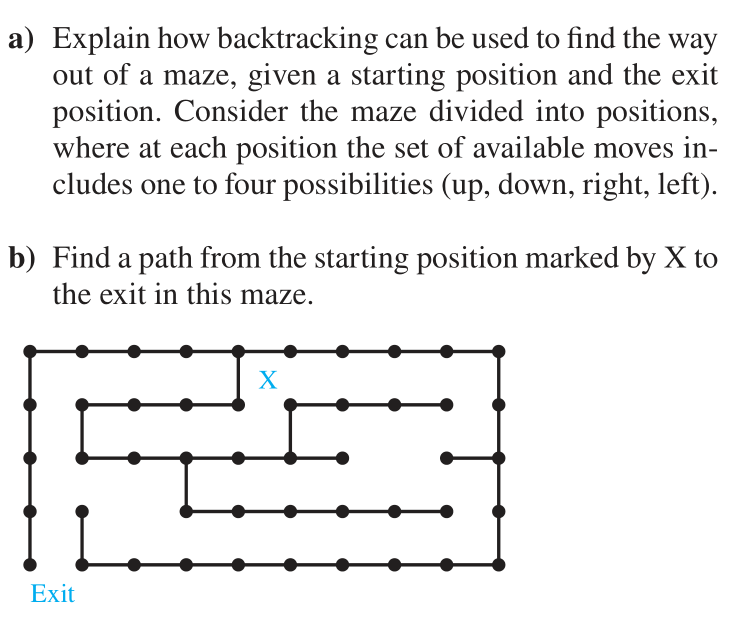 a) Explain how backtracking can be used to find the way
out of a maze, given a starting position and the exit
position. Consider the maze divided into positions,
where at each position the set of available moves in-
cludes one to four possibilities (up, down, right, left).
b) Find a path from the starting position marked by X to
the exit in this maze.
X
Exit